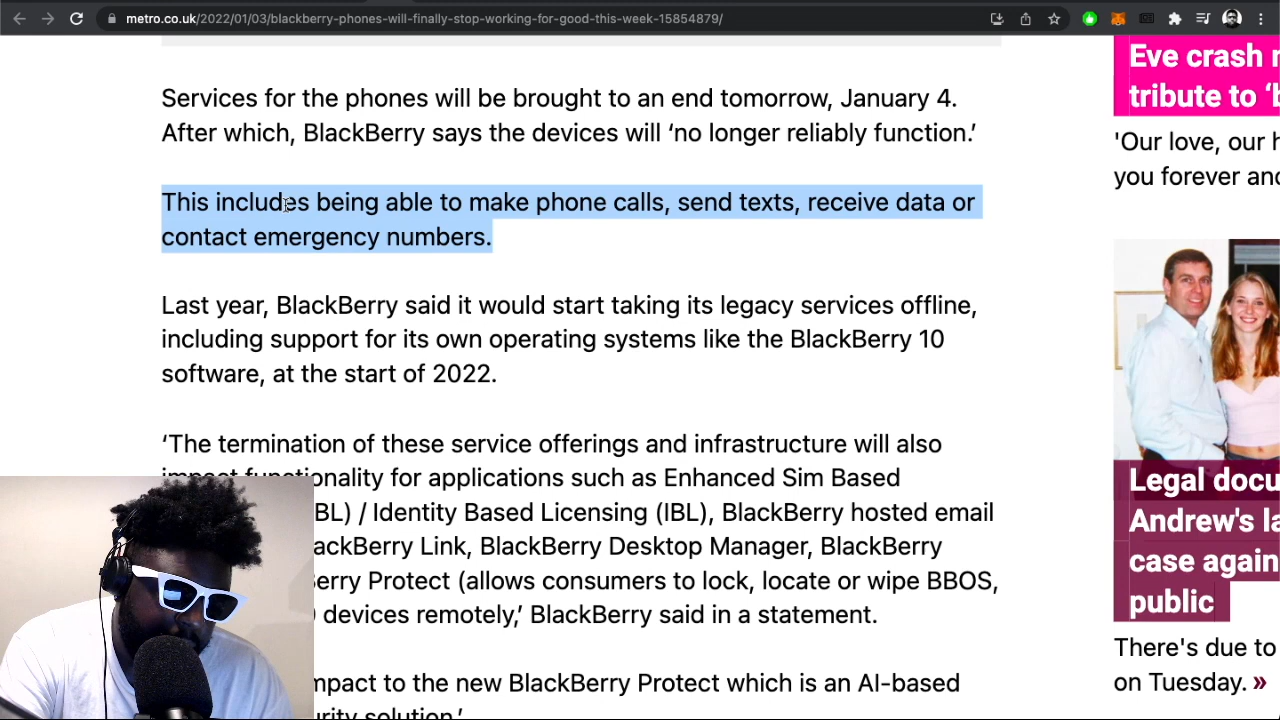 metro.co.uk/2022/01/03/blackberry-phones-will-finally-stop-working-for-good-this-week-15854879/
Services for the phones will be brought to an end tomorrow, January 4.
After which, BlackBerry says the devices will ‘no longer reliably function.’
This includes being able to make phone calls, send texts, receive data or
contact emergency numbers.
Last year, BlackBerry said it would start taking its legacy services offline,
including support for its own operating systems like the BlackBerry 10
software, at the start of 2022.
‘The termination of these service offerings and infrastructure will also
impact functionality for applications such as Enhanced Sim Based
BL) / Identity Based Licensing (IBL), BlackBerry hosted email
ackBerry Link, BlackBerry Desktop Manager, BlackBerry
Berry Protect (allows consumers to lock, locate or wipe BBOS,
devices remotely,’ BlackBerry said in a statement.
mpact to the new BlackBerry Protect which is an AI-based
urity solution.’
Eve crash
tribute to ‘
'Our love, our
you forever and
Legal docu
Andrew's la
case again
public
There's due to
on Tuesday. »